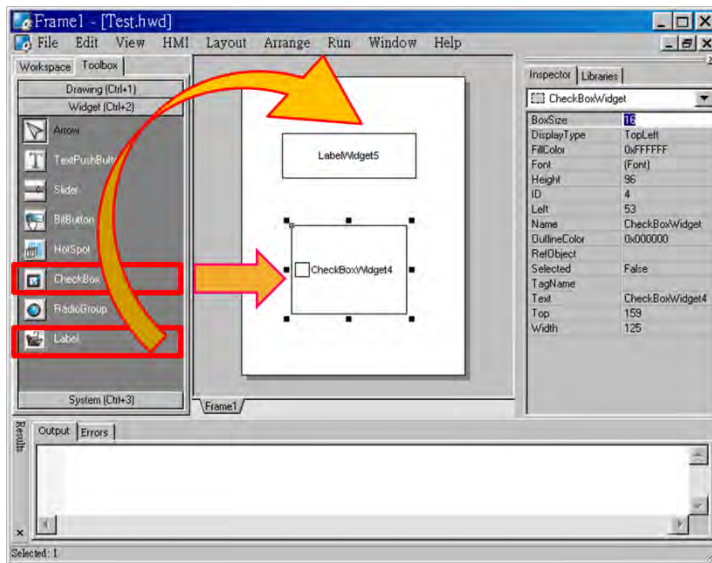 Frame1 - [Test.hwd]
File Edit View HMI Layout Arrange Run Window Help
Workspace Toolbox
Drawing (Ctrl+1)
Widget (Ctrl+2)
Arrow
TextPushButto
Slider
BitButton
HotSpot
CheckBox
RadioGroup
Label
System (Ctrl+3)
LabelWidget5
CheckBoxWidget4
Frame1
Inspector Libraries
CheckBoxWidget
BoxSize 16
DisplayType TopLeft
FillColor 0xFFFFFF
Font (Font)
Height 96
ID 4
Left 53
Name CheckBoxWidget
OutlineColor 0x000000
RefObject
Selected False
TagName
Text CheckBoxWidget4
Top 159
Width 125
Results
Output Errors
Selected: 1